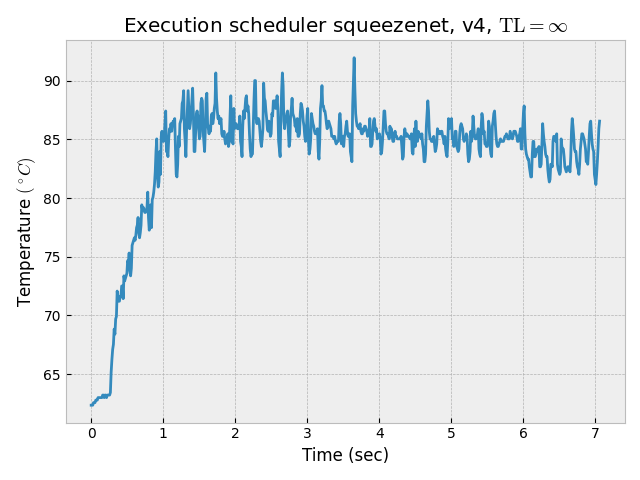 Execution scheduler squeezenet, v4, TL = ∞
Temperature (°C)
90
85
80
75
70
65
0 1 2 3 4 5 6 7
Time (sec)